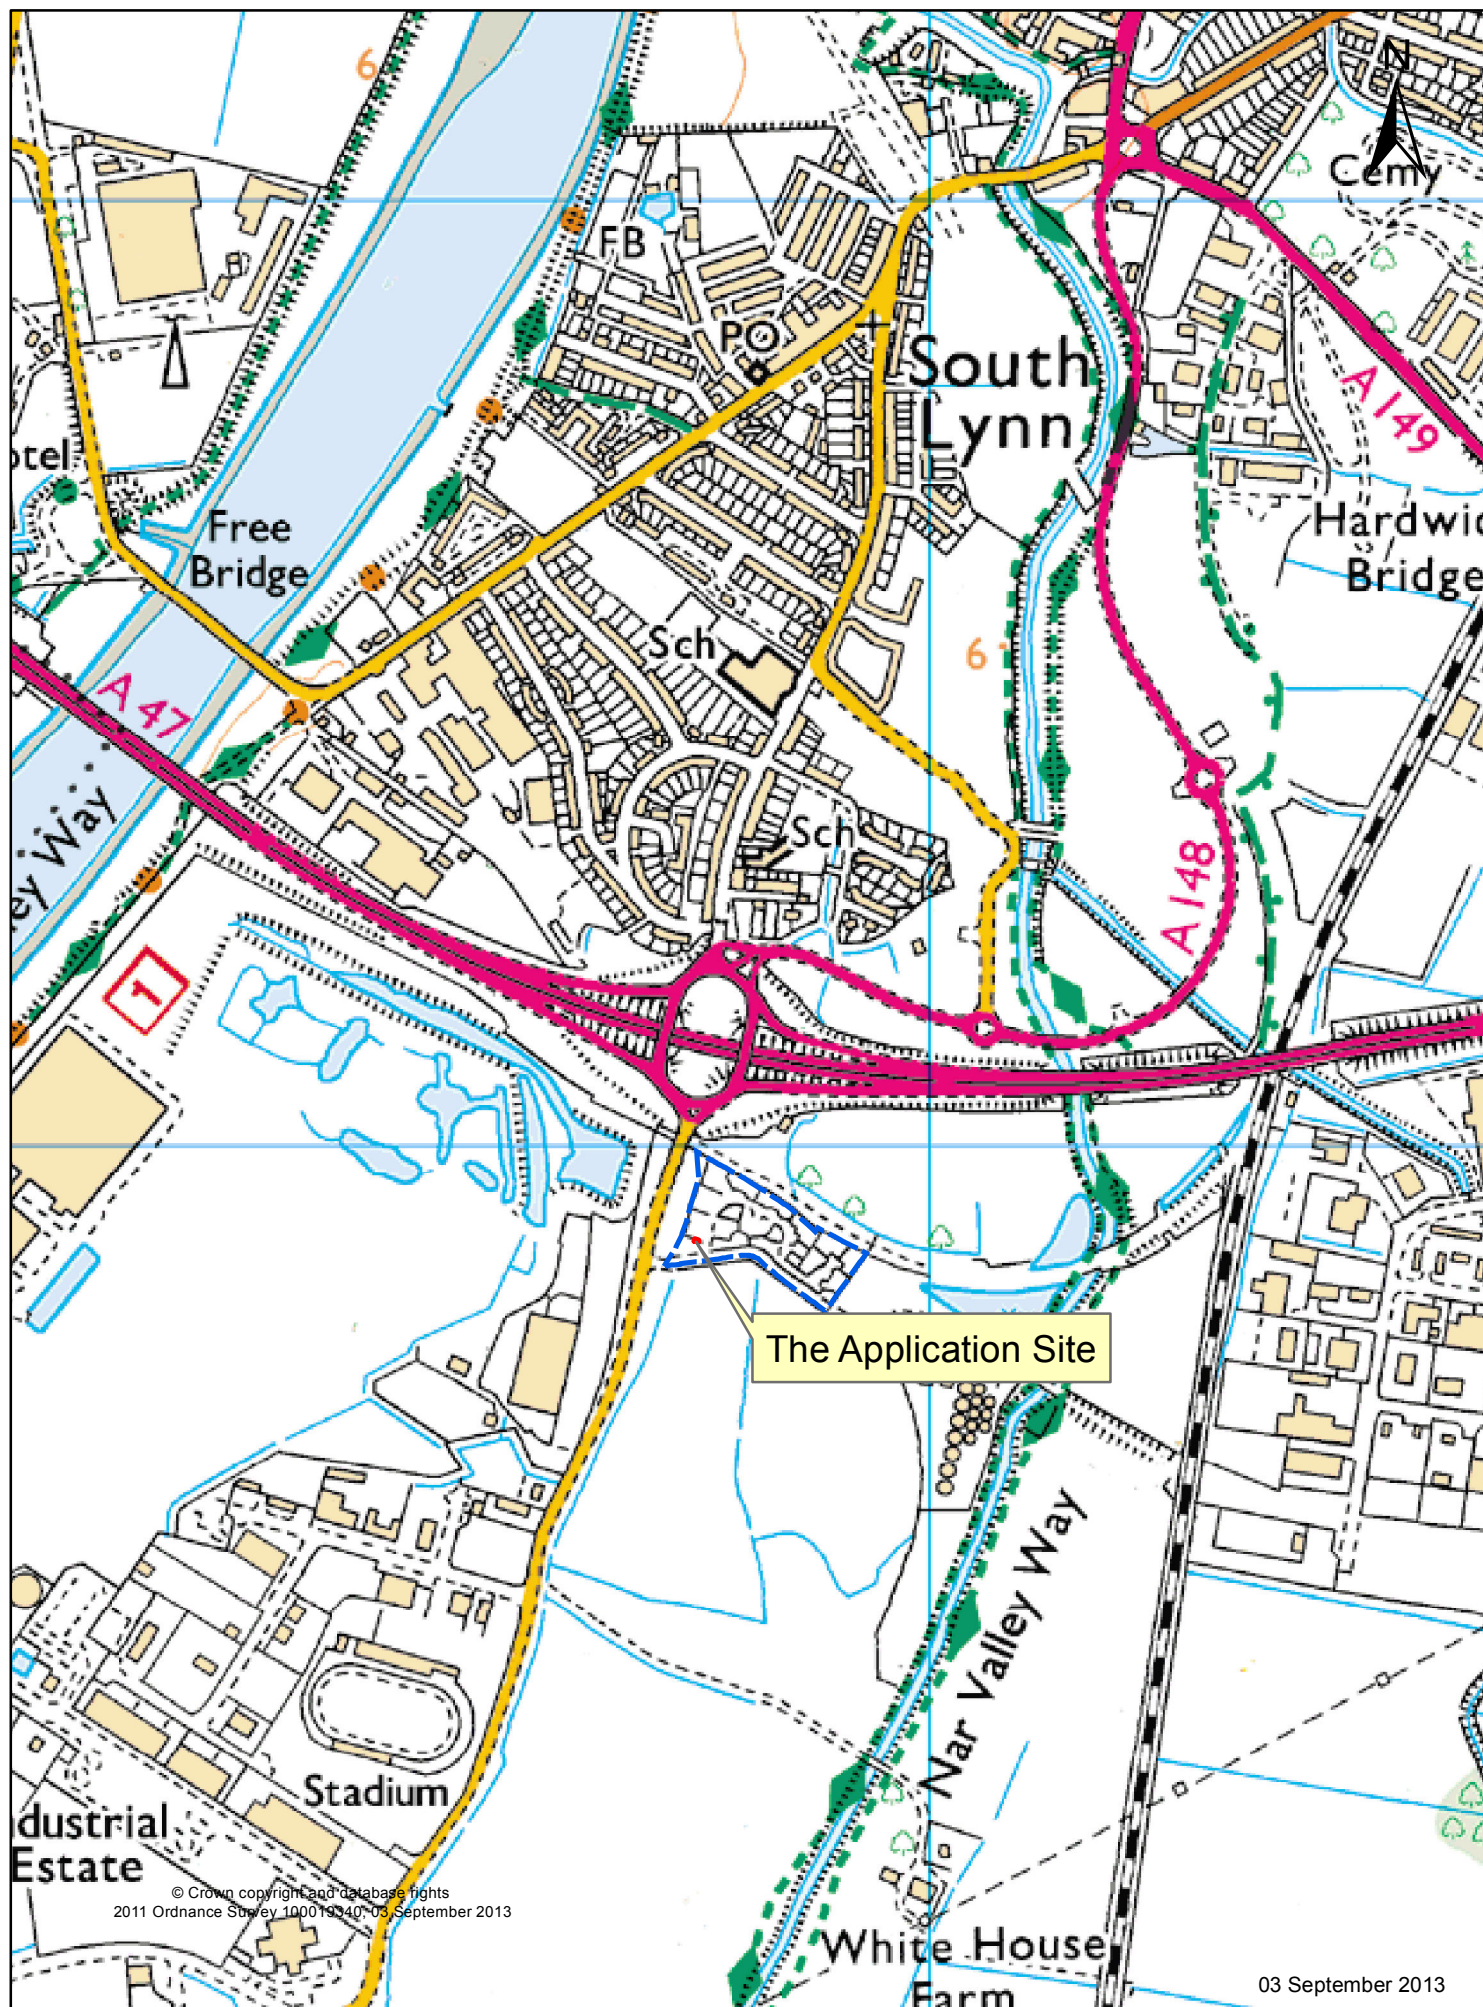 6
N
Cemy
FB
PO
South
Lynn
A 149
Free
Bridge
Hardwi
Bridge
Sch
6
A 47
Sch
ey Way
A 148
1
The Application Site
Nar Valley Way
Stadium
dustrial
Estate
© Crown copyright and database rights
2011 Ordnance Survey 100019340, 03 September 2013
White House
Farm
03 September 2013